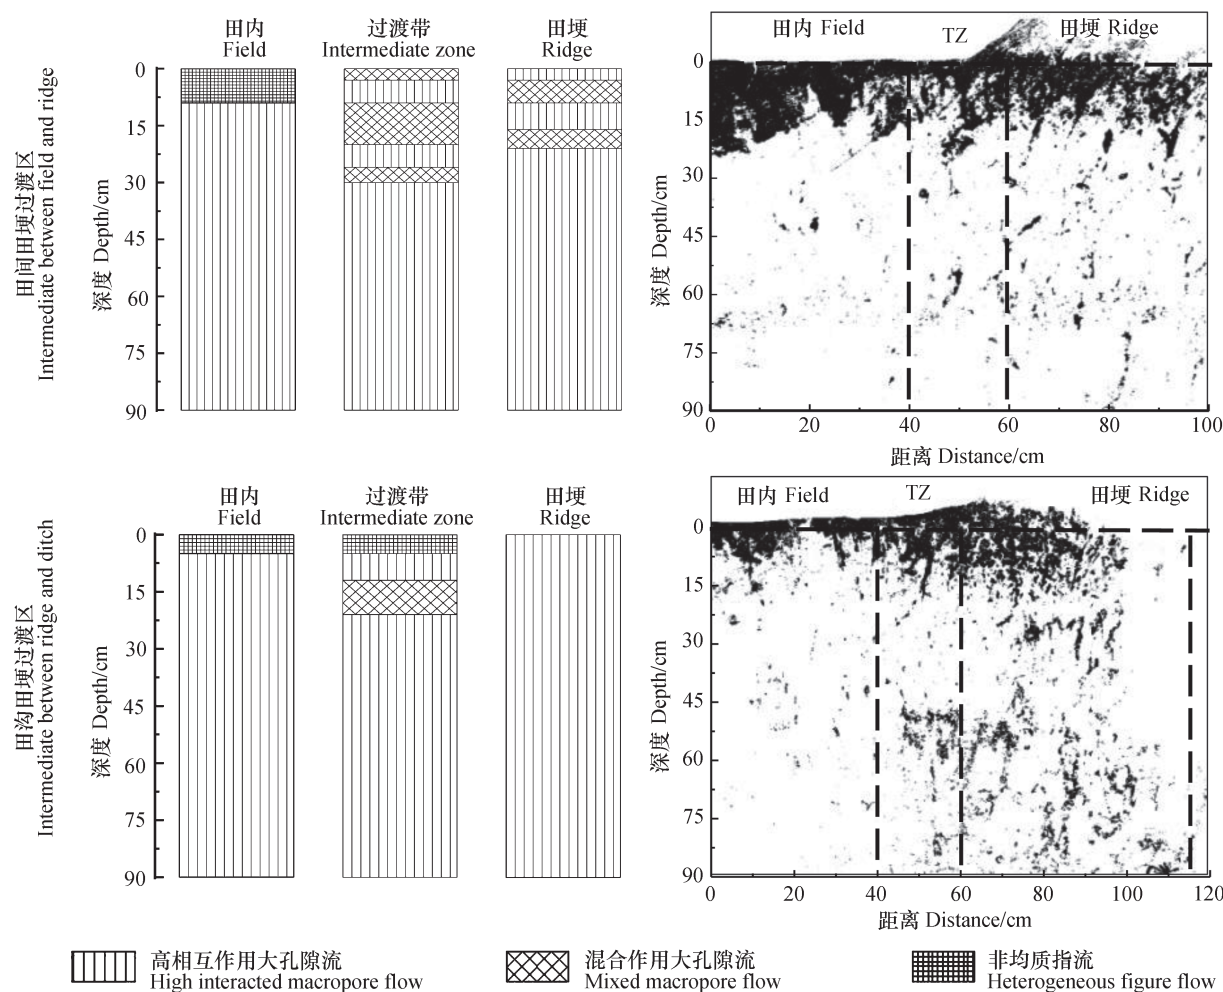 田内
Field
过渡带
Intermediate zone
田埂
Ridge
田间田埂过渡区
Intermediate between field and ridge
深度 Depth/cm
0
15
30
45
60
75
90
田内 Field
TZ
田埂 Ridge
深度 Depth/cm
0
15
30
45
60
75
90
0
20
40
60
80
100
距离 Distance/cm
田内
Field
过渡带
Intermediate zone
田埂
Ridge
田沟田埂过渡区
Intermediate between ridge and ditch
深度 Depth/cm
0
15
30
45
60
75
90
田内 Field
TZ
田埂 Ridge
深度 Depth/cm
0
15
30
45
60
75
90
0
20
40
60
80
100
120
距离 Distance/cm
高相互作用大孔隙流
High interacted macropore flow
混合作用大孔隙流
Mixed macropore flow
非均质指流
Heterogeneous figure flow